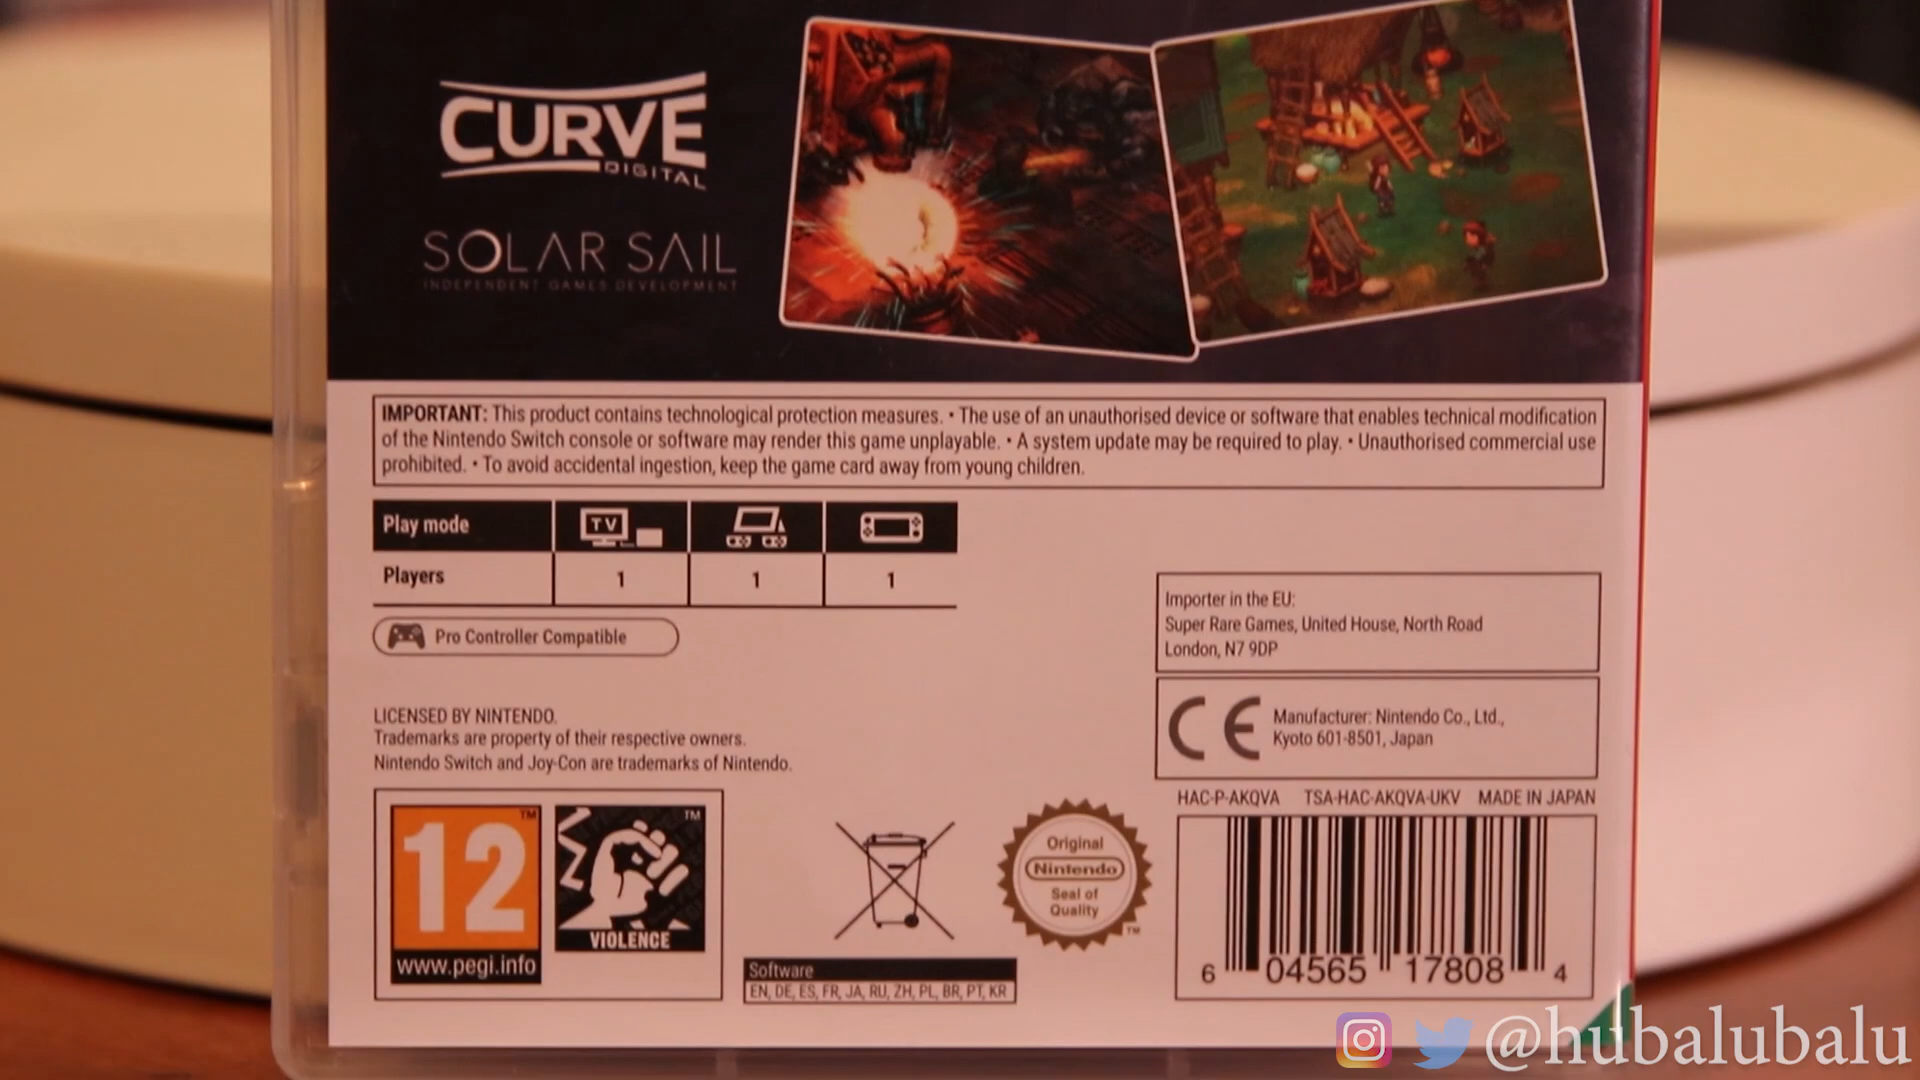 CURVE
DIGITAL
SOLAR SAIL
INDEPENDENT GAMES DEVELOPMENT
IMPORTANT: This product contains technological protection measures. • The use of an unauthorised device or software that enables technical modification
of the Nintendo Switch console or software may render this game unplayable. • A system update may be required to play. • Unauthorised commercial use
prohibited. • To avoid accidental ingestion, keep the game card away from young children.
Play mode
TV
Players 1 1 1
Pro Controller Compatible
Importer in the EU:
Super Rare Games, United House, North Road
London, N7 9DP
LICENSED BY NINTENDO.
Trademarks are property of their respective owners.
Nintendo Switch and Joy-Con are trademarks of Nintendo.
CE
Manufacturer: Nintendo Co., Ltd.,
Kyoto 601-8501, Japan
HAC-P-AKQVA TSA-HAC-AKQVA-UKV MADE IN JAPAN
12 ™
www.pegi.info
™
VIOLENCE
Software
EN, DE, ES, FR, JA, RU, ZH, PL, BR, PT, KR
Original
Nintendo
Seal of
Quality
™
6 04565 17808 4
@hubalubalu